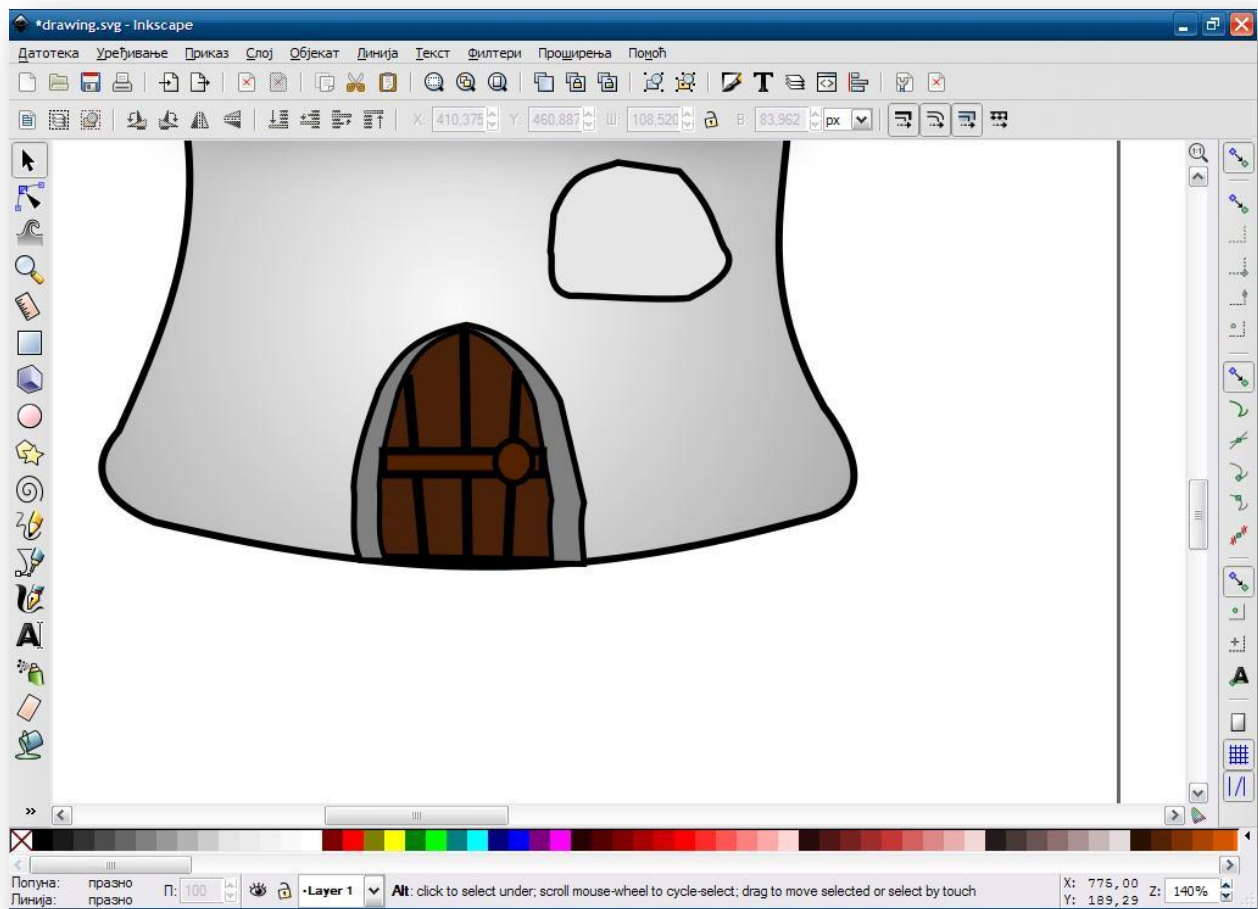 *drawing.svg - Inkscape
Датотека Уређивање Приказ Слој Објекат Линија Текст Филтери Проширења Помоћ
X: 410,375 Y: 460,887 Ш: 108,520 В: 83,962 px
1:1
Попуна: празно
Линија: празно
П: 100
·Layer 1
Alt: click to select under; scroll mouse-wheel to cycle-select; drag to move selected or select by touch
X: 775,00
Y: 189,29
Z: 140%